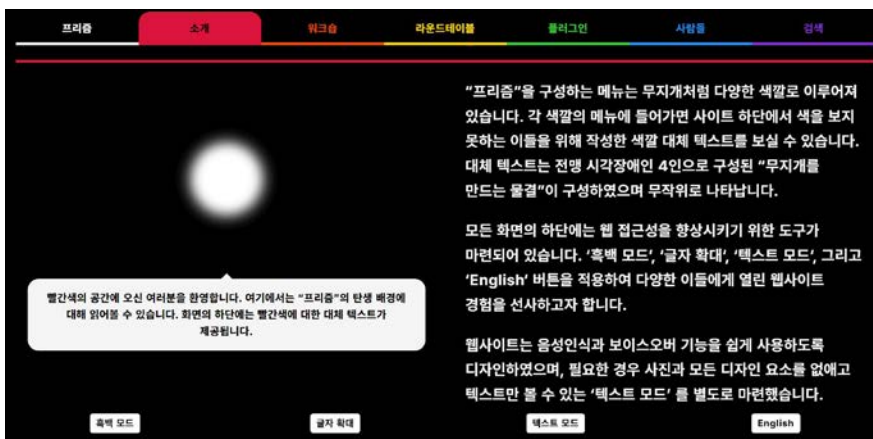 프리즘
소개
워크숍
라운드테이블
플러그인
사람들
검색
“프리즘”을 구성하는 메뉴는 무지개처럼 다양한 색깔로 이루어져
있습니다. 각 색깔의 메뉴에 들어가면 사이트 하단에서 색을 보지
못하는 이들을 위해 작성한 색깔 대체 텍스트를 보실 수 있습니다.
대체 텍스트는 전맹 시각장애인 4인으로 구성된 “무지개를
만드는 물결”이 구성하였으며 무작위로 나타납니다.
모든 화면의 하단에는 웹 접근성을 향상시키기 위한 도구가
마련되어 있습니다. ‘흑백 모드’, ‘글자 확대’, ‘텍스트 모드’, 그리고
‘English’ 버튼을 적용하여 다양한 이들에게 열린 웹사이트
경험을 선사하고자 합니다.
웹사이트는 음성인식과 보이스오버 기능을 쉽게 사용하도록
디자인하였으며, 필요한 경우 사진과 모든 디자인 요소를 없애고
텍스트만 볼 수 있는 ‘텍스트 모드’ 를 별도로 마련했습니다.
빨간색의 공간에 오신 여러분을 환영합니다. 여기에서는 “프리즘”의 탄생 배경에
대해 읽어볼 수 있습니다. 화면의 하단에는 빨간색에 대한 대체 텍스트가
제공됩니다.
흑백 모드
글자 확대
텍스트 모드
English